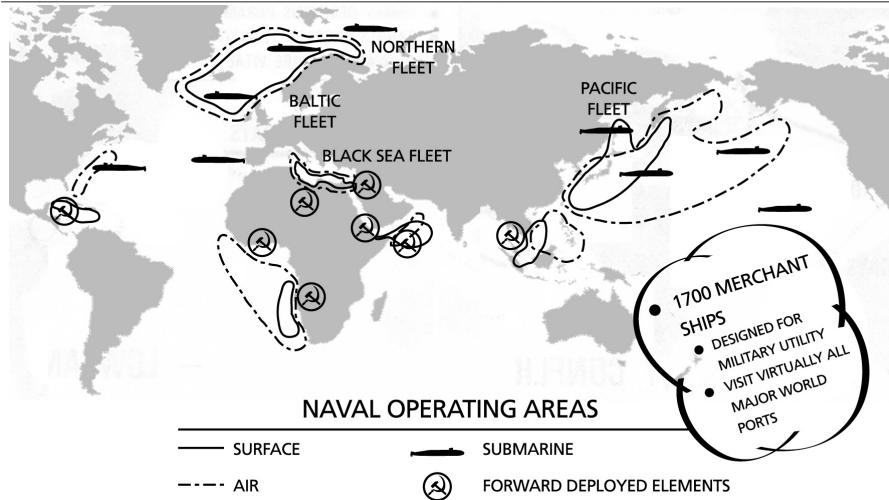 NORTHERN
FLEET
PACIFIC
FLEET
BALTIC
FLEET
BLACK SEA FLEET
• 1700 MERCHANT
SHIPS
• DESIGNED FOR
MILITARY UTILITY
• VISIT VIRTUALLY ALL
MAJOR WORLD
PORTS
NAVAL OPERATING AREAS
SURFACE
SUBMARINE
AIR
FORWARD DEPLOYED ELEMENTS